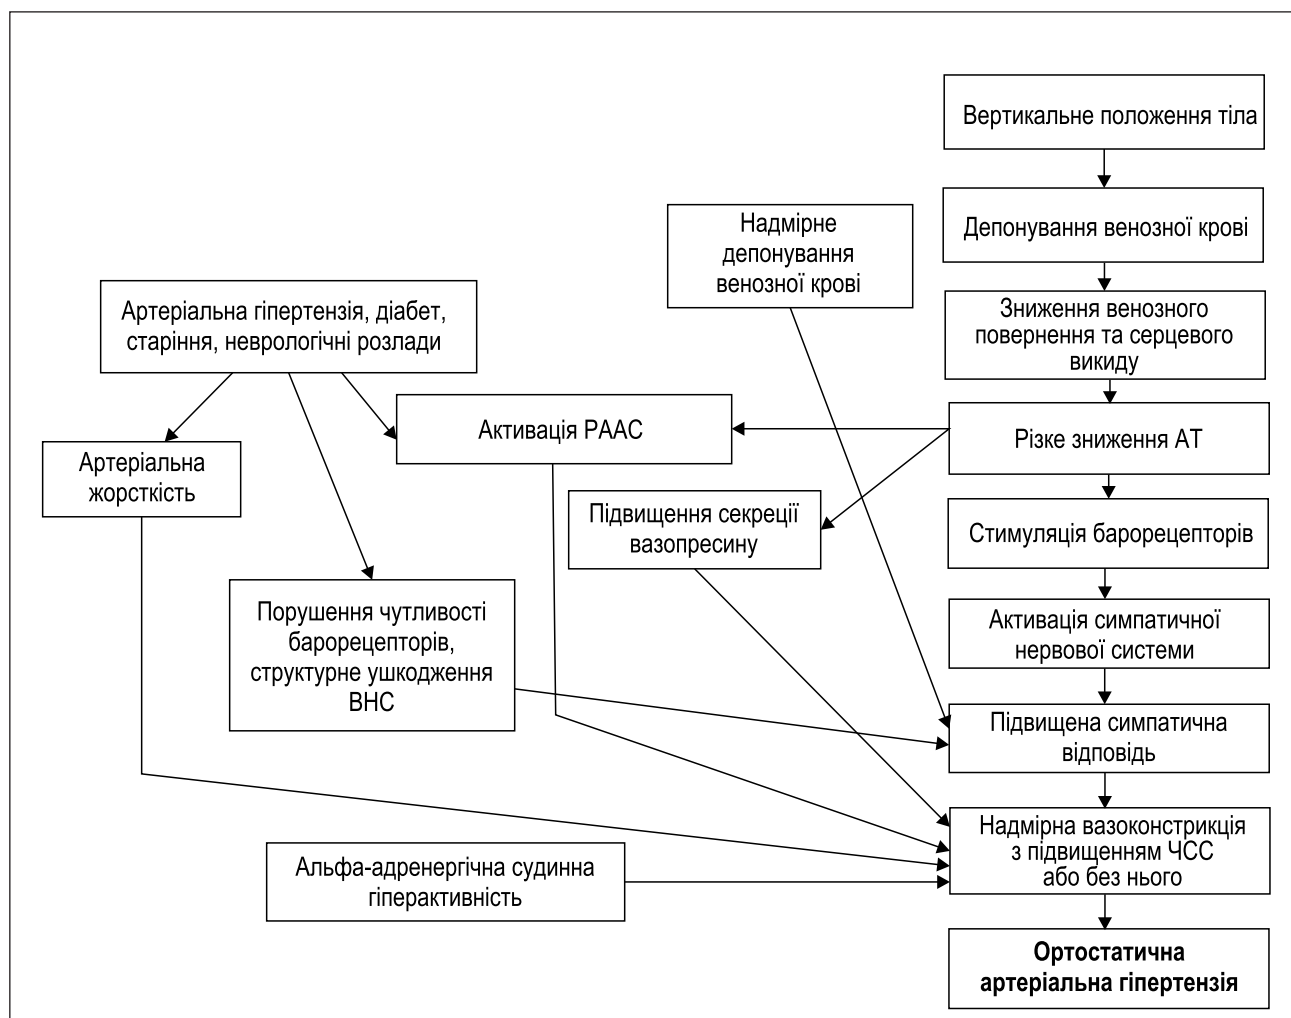 Вертикальне положення тіла
Депонування венозної крові
Надмірне
депонування
венозної крові
Артеріальна гіпертензія, діабет,
старіння, неврологічні розлади
Зниження венозного
повернення та серцевого
викиду
Активація РААС
Різке зниження АТ
Артеріальна
жорсткість
Підвищення секреції
вазопресину
Стимуляція барорецепторів
Порушення чутливості
барорецепторів,
структурне ушкодження
ВНС
Активація симпатичної
нервової системи
Підвищена симпатична
відповідь
Надмірна вазоконстрикція
з підвищенням ЧСС
або без нього
Альфа-адренергічна судинна
гіперактивність
Ортостатична
артеріальна гіпертензія